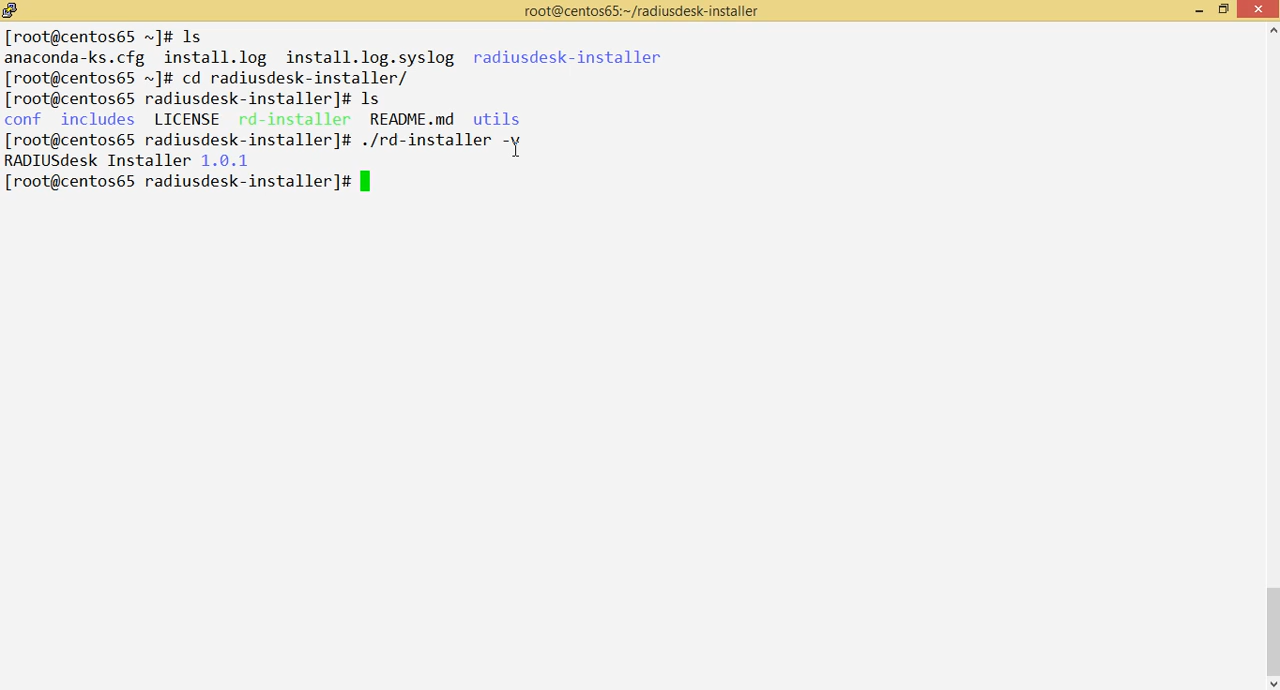 root@centos65:~/radiusdesk-installer
[root@centos65 ~]# ls
anaconda-ks.cfg  install.log  install.log.syslog  radiusdesk-installer
[root@centos65 ~]# cd radiusdesk-installer/
[root@centos65 radiusdesk-installer]# ls
conf  includes  LICENSE  rd-installer  README.md  utils
[root@centos65 radiusdesk-installer]# ./rd-installer -v
RADIUSdesk Installer 1.0.1
[root@centos65 radiusdesk-installer]#